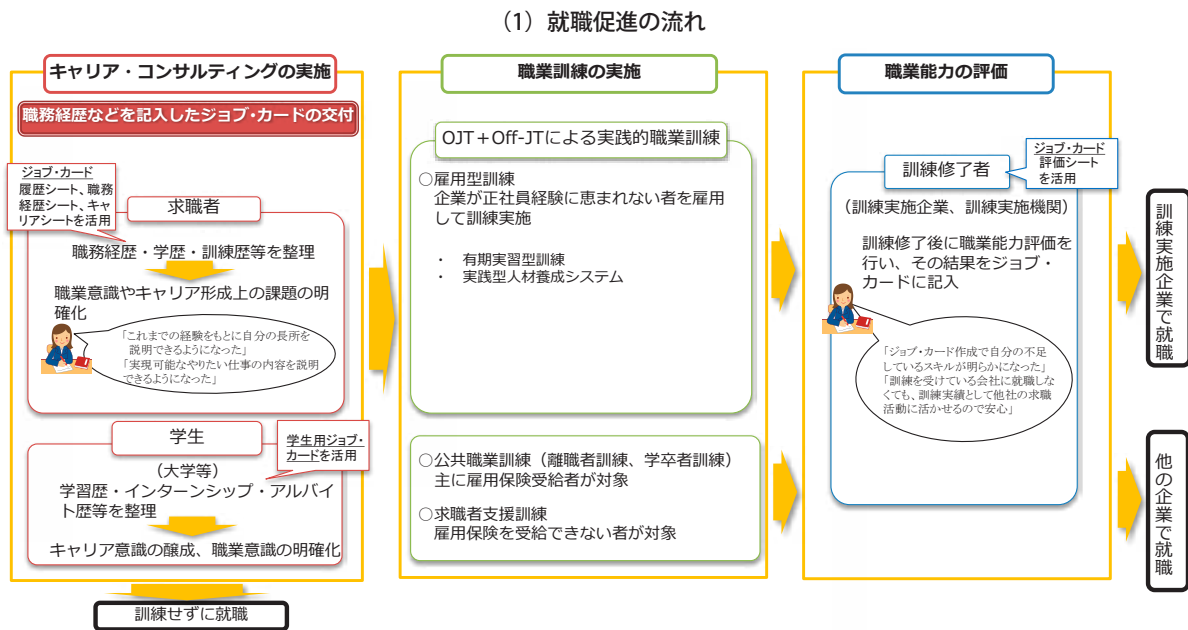 (1)就職促進の流れ
キャリア・コンサルティングの実施
職務経歴などを記入したジョブ・カードの交付
ジョブ・カード
履歴シート、職務
経歴シート、キャ
リアシートを活用
求職者
職務経歴・学歴・訓練歴等を整理
職業意識やキャリア形成上の課題の明
確化
「これまでの経験をもとに自分の長所を
説明できるようになった」
「実現可能なやりたい仕事の内容を説明
できるようになった」
学生
学生用ジョブ・
カードを活用
(大学等)
学習歴・インターンシップ・アルバイ
ト歴等を整理
キャリア意識の醸成、職業意識の明確化
訓練せずに就職
職業訓練の実施
OJT+Off-JTによる実践的職業訓練
○雇用型訓練
企業が正社員経験に恵まれない者を雇用
して訓練実施
・ 有期実習型訓練
・ 実践型人材養成システム
○公共職業訓練(離職者訓練、学卒者訓練)
主に雇用保険受給者が対象
○求職者支援訓練
雇用保険を受給できない者が対象
職業能力の評価
ジョブ・カード
評価シート
を活用
訓練修了者
(訓練実施企業、訓練実施機関)
訓練修了後に職業能力評価を
行い、その結果をジョブ・
カードに記入
「ジョブ・カード作成で自分の不足
しているスキルが明らかになった」
「訓練を受けている会社に就職しな
くても、訓練実績として他社の求職
活動に活かせるので安心」
訓練実施企業で就職
他の企業で就職